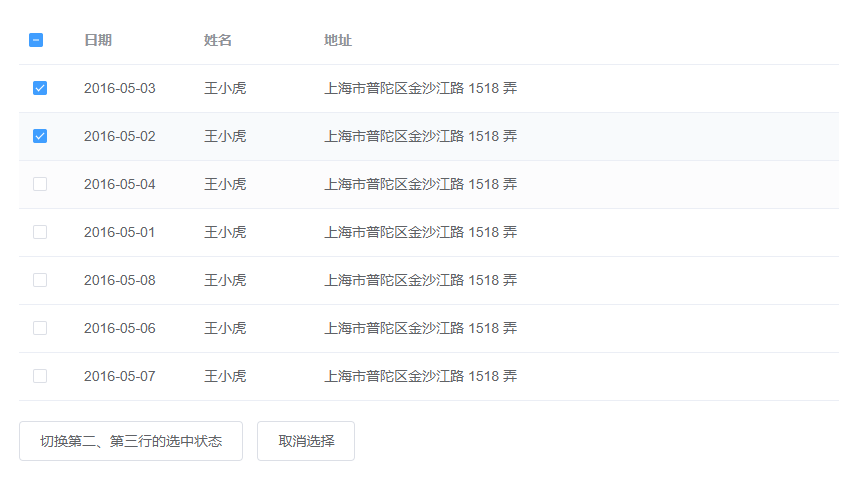 日期 姓名 地址
2016-05-03 王小虎 上海市普陀区金沙江路 1518 弄
2016-05-02 王小虎 上海市普陀区金沙江路 1518 弄
2016-05-04 王小虎 上海市普陀区金沙江路 1518 弄
2016-05-01 王小虎 上海市普陀区金沙江路 1518 弄
2016-05-08 王小虎 上海市普陀区金沙江路 1518 弄
2016-05-06 王小虎 上海市普陀区金沙江路 1518 弄
2016-05-07 王小虎 上海市普陀区金沙江路 1518 弄
切换第二、第三行的选中状态 取消选择